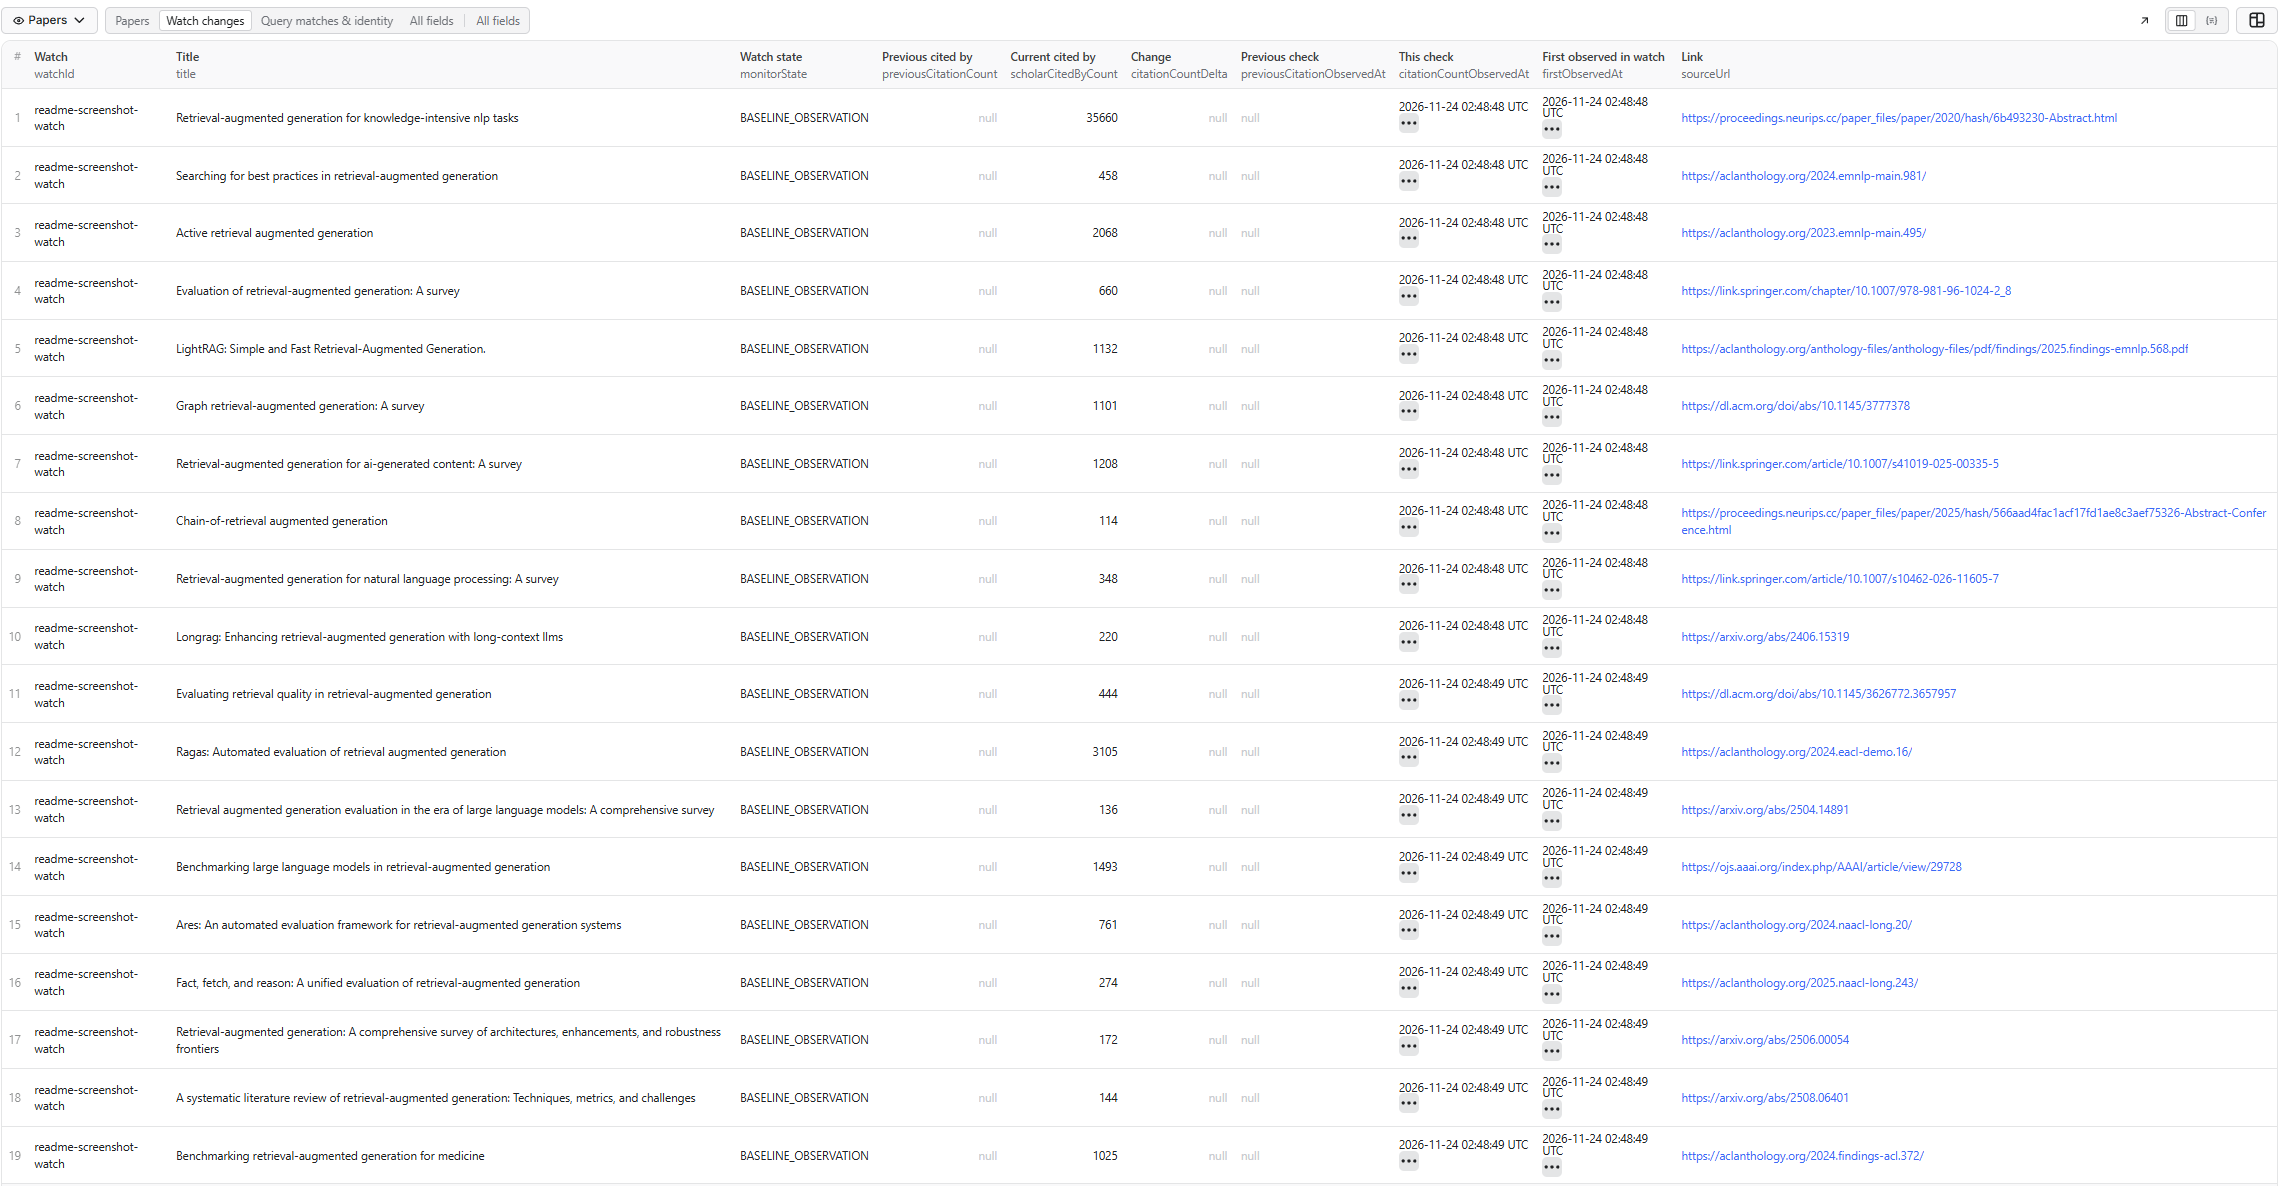 Papers
Papers Watch changes Query matches & identity All fields All fields
# Watch Title Watch state Previous cited by Current cited by Change Previous check This check First observed in watch Link
watchId title monitorState previousCitationCount scholarCitedByCount citationCountDelta previousCitationObservedAt citationCountObservedAt firstObservedAt sourceUrl
1 readme-screenshot-watch Retrieval-augmented generation for knowledge-intensive nlp tasks BASELINE_OBSERVATION null 35660 null null 2026-11-24 02:48:48 UTC ••• 2026-11-24 02:48:48 UTC ••• https://proceedings.neurips.cc/paper_files/paper/2020/hash/6b493230-Abstract.html
2 readme-screenshot-watch Searching for best practices in retrieval-augmented generation BASELINE_OBSERVATION null 458 null null 2026-11-24 02:48:48 UTC ••• 2026-11-24 02:48:48 UTC ••• https://aclanthology.org/2024.emnlp-main.981/
3 readme-screenshot-watch Active retrieval augmented generation BASELINE_OBSERVATION null 2068 null null 2026-11-24 02:48:48 UTC ••• 2026-11-24 02:48:48 UTC ••• https://aclanthology.org/2023.emnlp-main.495/
4 readme-screenshot-watch Evaluation of retrieval-augmented generation: A survey BASELINE_OBSERVATION null 660 null null 2026-11-24 02:48:48 UTC ••• 2026-11-24 02:48:48 UTC ••• https://link.springer.com/chapter/10.1007/978-981-96-1024-2_8
5 readme-screenshot-watch LightRAG: Simple and Fast Retrieval-Augmented Generation. BASELINE_OBSERVATION null 1132 null null 2026-11-24 02:48:48 UTC ••• 2026-11-24 02:48:48 UTC ••• https://aclanthology.org/anthology-files/anthology-files/pdf/findings/2025.findings-emnlp.568.pdf
6 readme-screenshot-watch Graph retrieval-augmented generation: A survey BASELINE_OBSERVATION null 1101 null null 2026-11-24 02:48:48 UTC ••• 2026-11-24 02:48:48 UTC ••• https://dl.acm.org/doi/abs/10.1145/3777378
7 readme-screenshot-watch Retrieval-augmented generation for ai-generated content: A survey BASELINE_OBSERVATION null 1208 null null 2026-11-24 02:48:48 UTC ••• 2026-11-24 02:48:48 UTC ••• https://link.springer.com/article/10.1007/s41019-025-00335-5
8 readme-screenshot-watch Chain-of-retrieval augmented generation BASELINE_OBSERVATION null 114 null null 2026-11-24 02:48:48 UTC ••• 2026-11-24 02:48:48 UTC ••• https://proceedings.neurips.cc/paper_files/paper/2025/hash/566aad4fac1acf17fd1ae8c3aef75326-Abstract-Conference.html
9 readme-screenshot-watch Retrieval-augmented generation for natural language processing: A survey BASELINE_OBSERVATION null 348 null null 2026-11-24 02:48:48 UTC ••• 2026-11-24 02:48:48 UTC ••• https://link.springer.com/article/10.1007/s10462-026-11605-7
10 readme-screenshot-watch Longrag: Enhancing retrieval-augmented generation with long-context llms BASELINE_OBSERVATION null 220 null null 2026-11-24 02:48:48 UTC ••• 2026-11-24 02:48:48 UTC ••• https://arxiv.org/abs/2406.15319
11 readme-screenshot-watch Evaluating retrieval quality in retrieval-augmented generation BASELINE_OBSERVATION null 444 null null 2026-11-24 02:48:49 UTC ••• 2026-11-24 02:48:49 UTC ••• https://dl.acm.org/doi/abs/10.1145/3626772.3657957
12 readme-screenshot-watch Ragas: Automated evaluation of retrieval augmented generation BASELINE_OBSERVATION null 3105 null null 2026-11-24 02:48:49 UTC ••• 2026-11-24 02:48:49 UTC ••• https://aclanthology.org/2024.eacl-demo.16/
13 readme-screenshot-watch Retrieval augmented generation evaluation in the era of large language models: A comprehensive survey BASELINE_OBSERVATION null 136 null null 2026-11-24 02:48:49 UTC ••• 2026-11-24 02:48:49 UTC ••• https://arxiv.org/abs/2504.14891
14 readme-screenshot-watch Benchmarking large language models in retrieval-augmented generation BASELINE_OBSERVATION null 1493 null null 2026-11-24 02:48:49 UTC ••• 2026-11-24 02:48:49 UTC ••• https://ojs.aaai.org/index.php/AAAI/article/view/29728
15 readme-screenshot-watch Ares: An automated evaluation framework for retrieval-augmented generation systems BASELINE_OBSERVATION null 761 null null 2026-11-24 02:48:49 UTC ••• 2026-11-24 02:48:49 UTC ••• https://aclanthology.org/2024.naacl-long.20/
16 readme-screenshot-watch Fact, fetch, and reason: A unified evaluation of retrieval-augmented generation BASELINE_OBSERVATION null 274 null null 2026-11-24 02:48:49 UTC ••• 2026-11-24 02:48:49 UTC ••• https://aclanthology.org/2025.naacl-long.243/
17 readme-screenshot-watch Retrieval-augmented generation: A comprehensive survey of architectures, enhancements, and robustness frontiers BASELINE_OBSERVATION null 172 null null 2026-11-24 02:48:49 UTC ••• 2026-11-24 02:48:49 UTC ••• https://arxiv.org/abs/2506.00054
18 readme-screenshot-watch A systematic literature review of retrieval-augmented generation: Techniques, metrics, and challenges BASELINE_OBSERVATION null 144 null null 2026-11-24 02:48:49 UTC ••• 2026-11-24 02:48:49 UTC ••• https://arxiv.org/abs/2508.06401
19 readme-screenshot-watch Benchmarking retrieval-augmented generation for medicine BASELINE_OBSERVATION null 1025 null null 2026-11-24 02:48:49 UTC ••• 2026-11-24 02:48:49 UTC ••• https://aclanthology.org/2024.findings-acl.372/